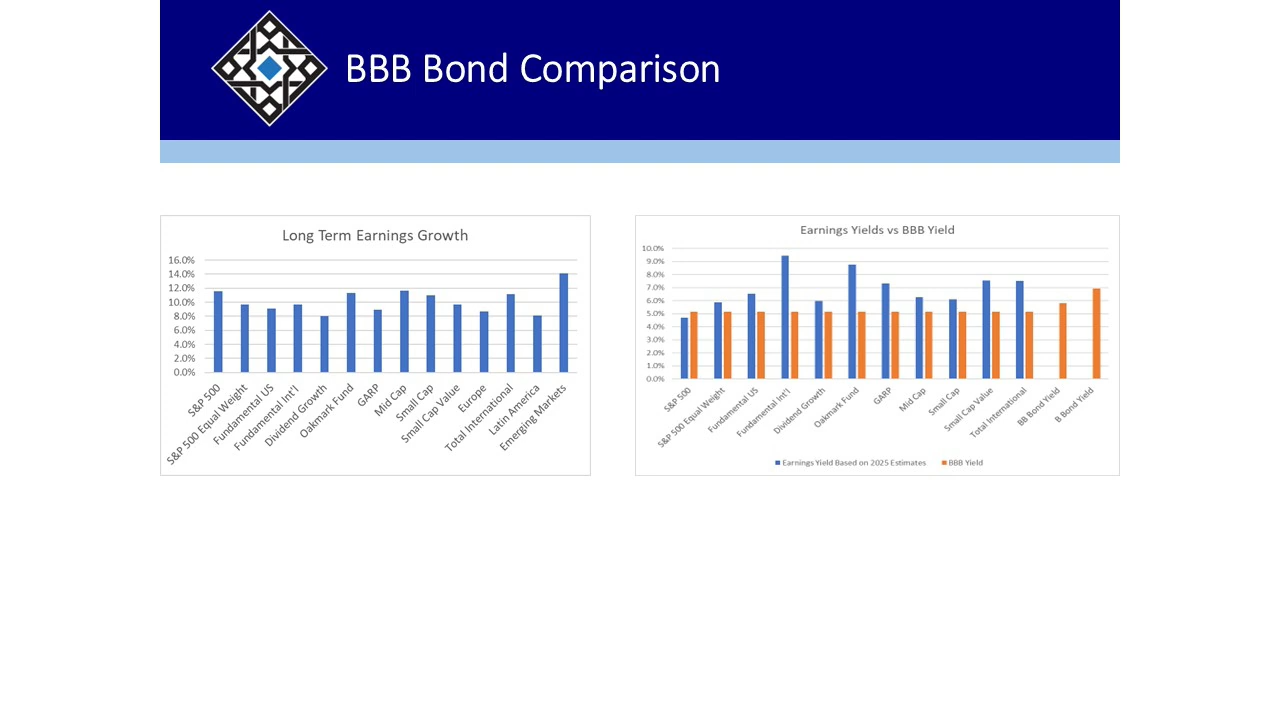 BBB Bond Comparison
Long Term Earnings Growth
16.0%
14.0%
12.0%
10.0%
8.0%
6.0%
4.0%
2.0%
0.0%
S&P 500
S&P 500 Equal Weight
Fundamental US
Fundamental Int'l
Dividend Growth
Oakmark Fund
GARP
Mid Cap
Small Cap
Small Cap Value
Europe
Total International
Latin America
Emerging Markets
Earnings Yields vs BBB Yield
10.0%
9.0%
8.0%
7.0%
6.0%
5.0%
4.0%
3.0%
2.0%
1.0%
0.0%
S&P 500
S&P 500 Equal Weight
Fundamental US
Fundamental Int'l
Dividend Growth
Oakmark Fund
GARP
Mid Cap
Small Cap
Small Cap Value
Total International
BB Bond Yield
B Bond Yield
Earnings Yield Based on 2025 Estimates
BBB Yield